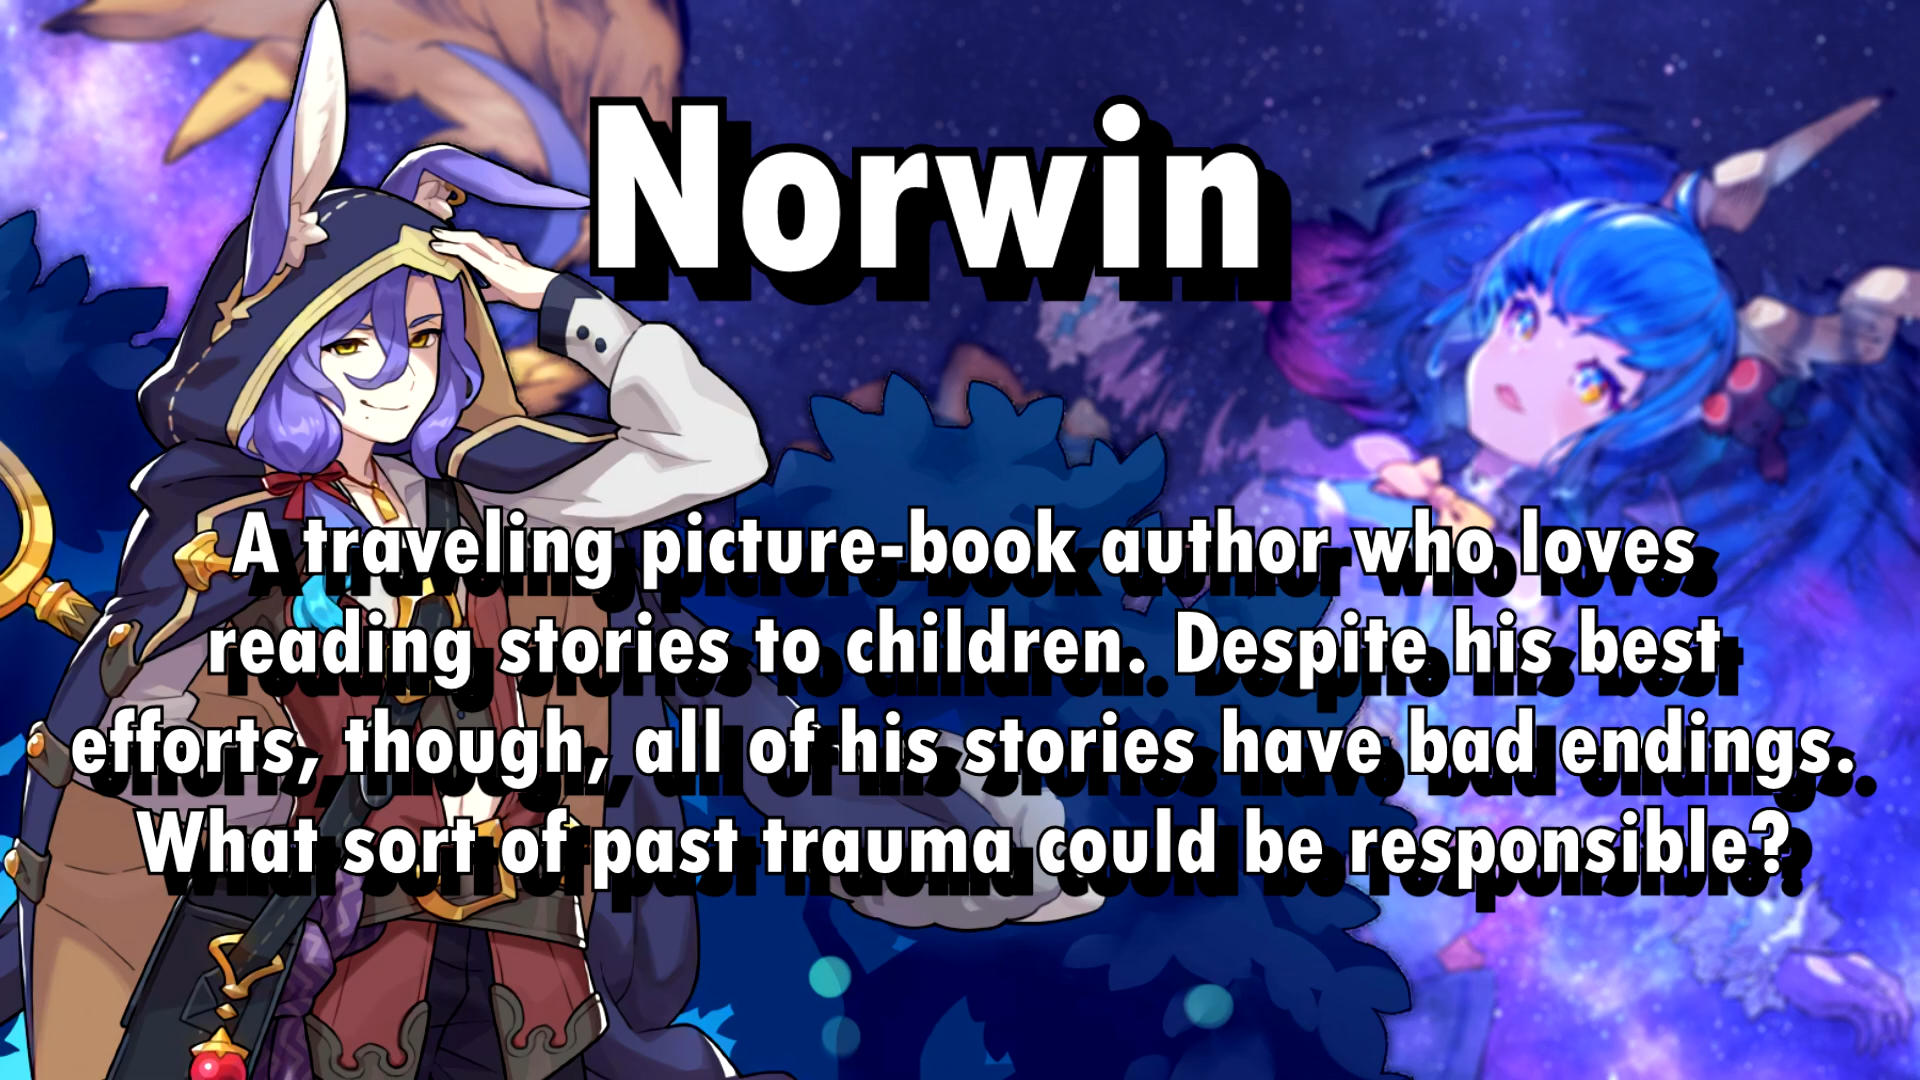 Norwin
A traveling picture-book author who loves
reading stories to children. Despite his best
efforts, though, all of his stories have bad endings.
What sort of past trauma could be responsible?